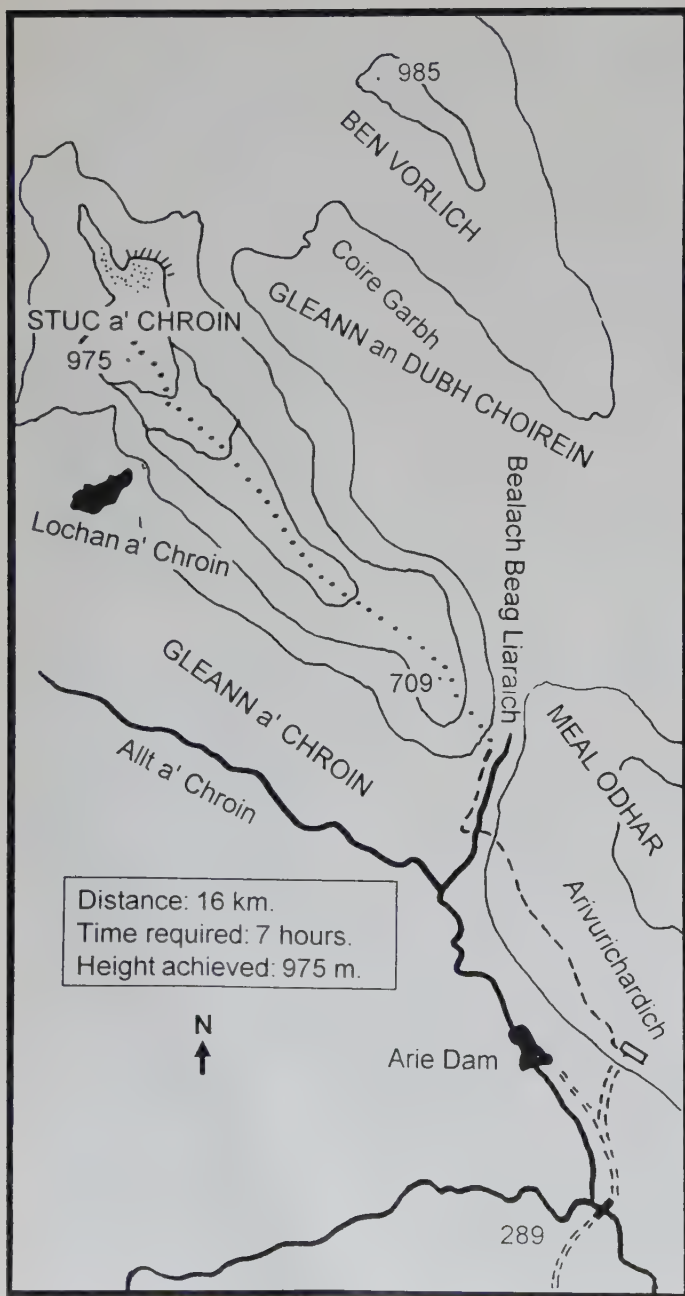 985
BEN VORLICH
Coire Garbh
GLEANN an DUBH CHOIREIN
STUC a' CHROIN
975
Lochan a' Chroin
Bealach Beag Liaraich
709
GLEANN a' CHROIN
Allt a' Chroin
MEAL ODHAR
Arivurichardich
Distance: 16 km.
Time required: 7 hours.
Height achieved: 975 m.
N
Arie Dam
289